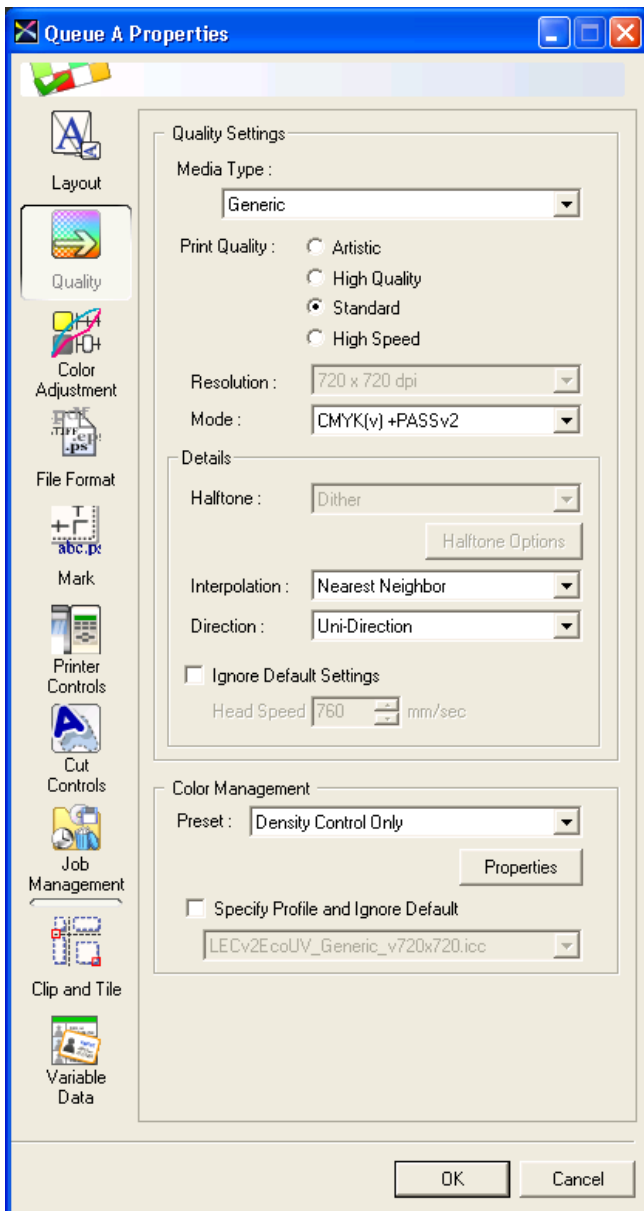 Queue A Properties
Layout
Quality
Color
Adjustment
File Format
abc.ps
Mark
Printer
Controls
Cut
Controls
Job
Management
Clip and Tile
Variable
Data
Quality Settings
Media Type :
Generic
Print Quality :
Artistic
High Quality
Standard
High Speed
Resolution :
720 x 720 dpi
Mode :
CMYK(v) +PASSv2
Details
Halftone :
Dither
Halftone Options
Interpolation :
Nearest Neighbor
Direction :
Uni-Direction
Ignore Default Settings
Head Speed 760 mm/sec
Color Management
Preset :
Density Control Only
Properties
Specify Profile and Ignore Default
LECv2EcoUV_Generic_v720x720.icc
OK
Cancel